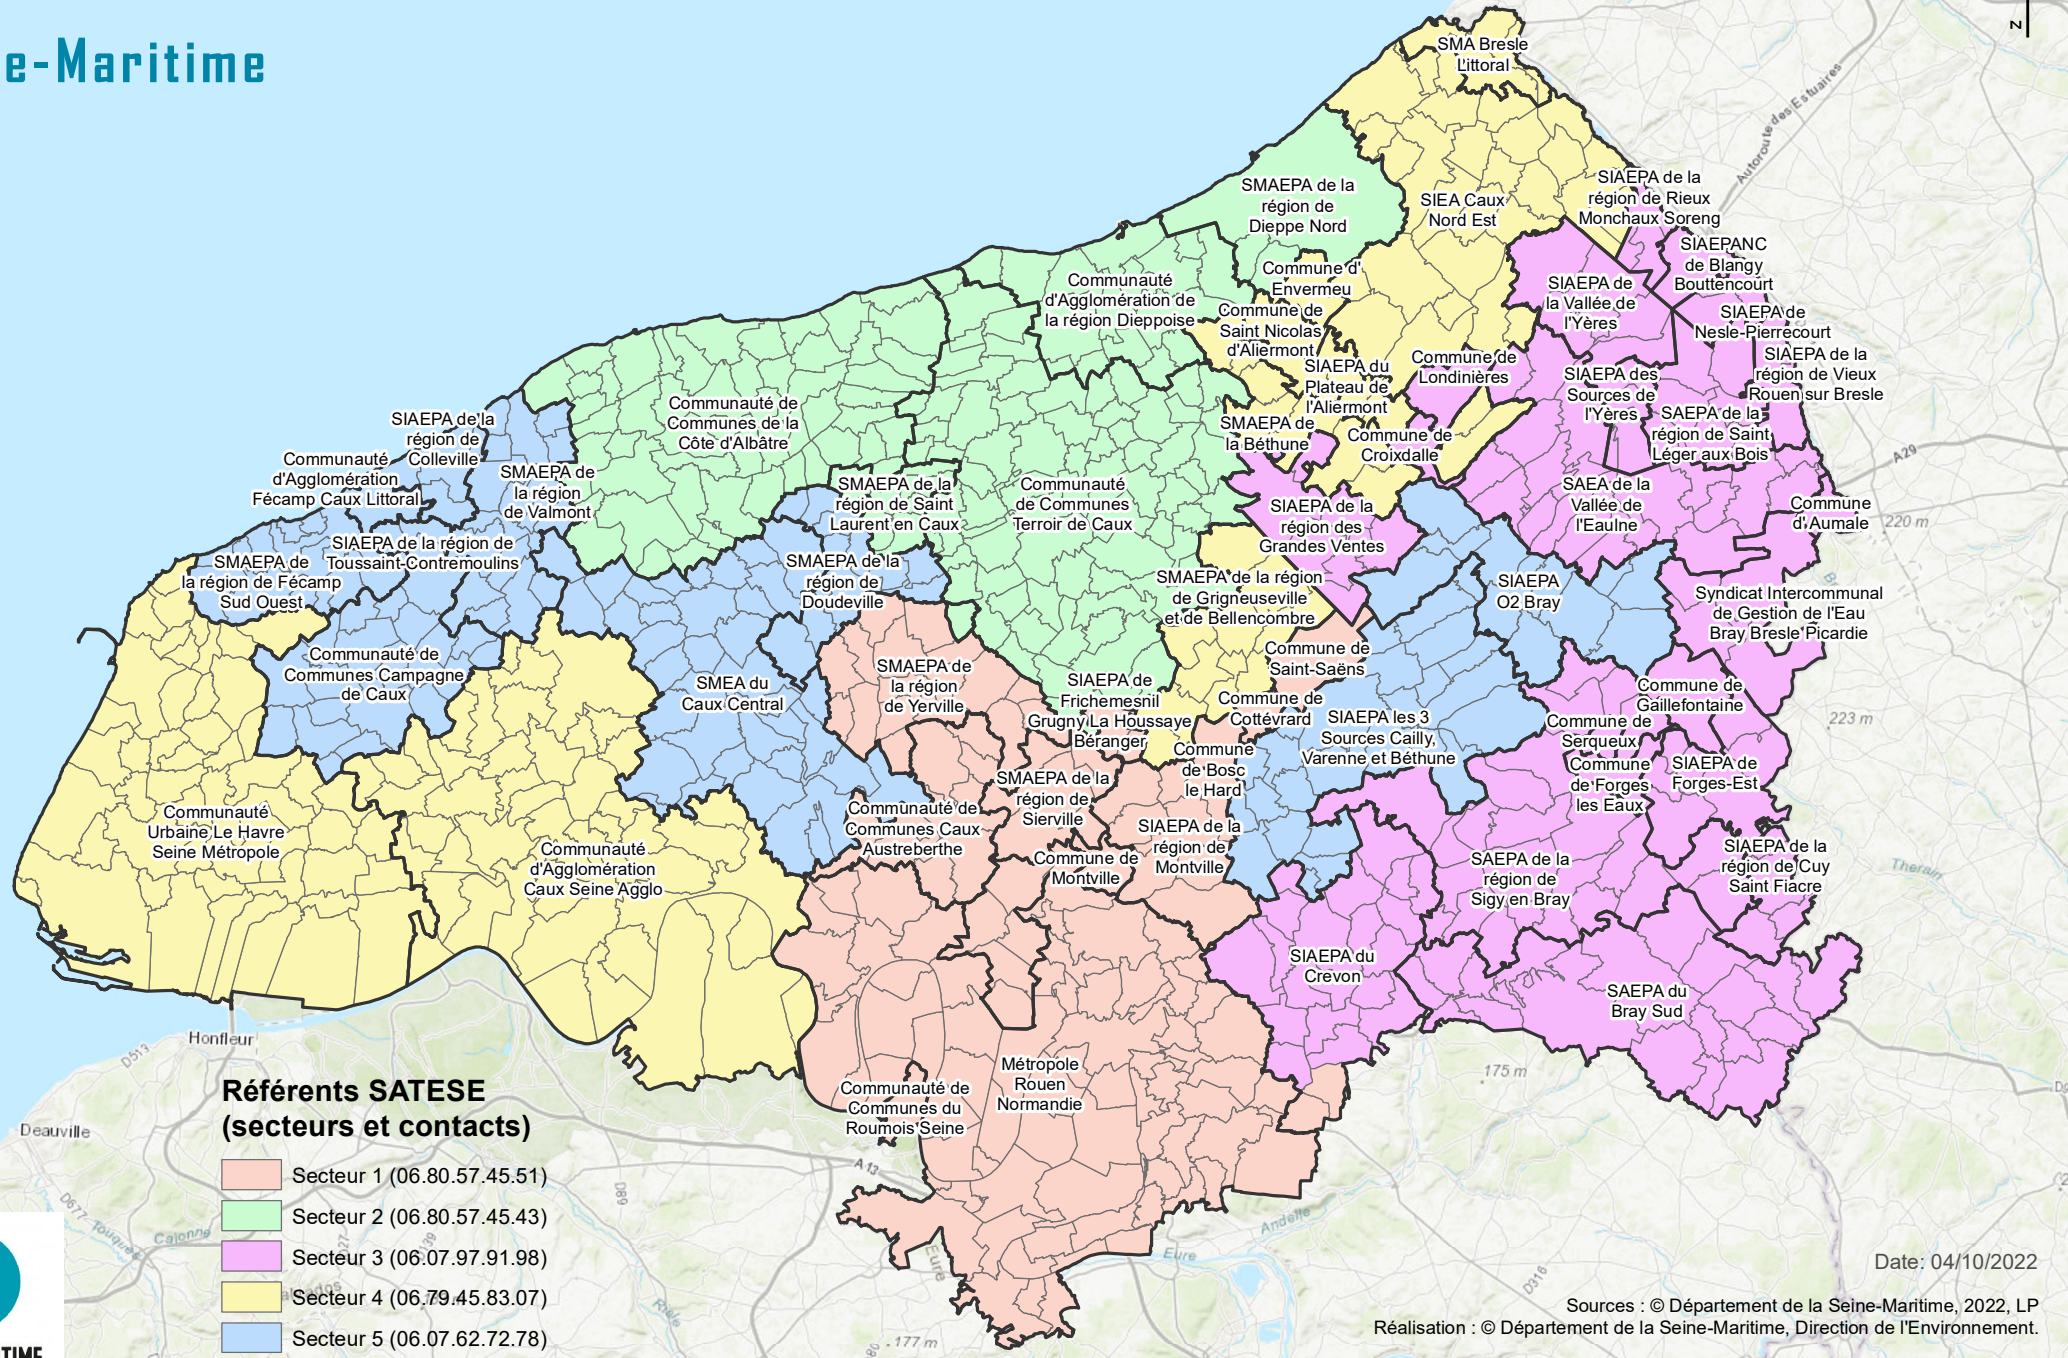 e-Maritime
z
SMA Bresle
Littoral
Autoroute des Estuaires
SMAEPA de la
région de
Dieppe Nord
SIEA Caux
Nord Est
SIAEPA de la
région de Rieux
Monchaux Soreng
SIAEPANC
de Blangy
Bouttencourt
Communauté
d'Agglomération de
la région Dieppoise
Commune d'
Envermeu
Commune de
Saint Nicolas
d'Aliermont
SIAEPA de
la Vallée de
l'Yères
SIAEPA de
Nesle-Pierrecourt
SIAEPA de la
région de Vieux
Rouen sur Bresle
SIAEPA du
Plateau de
l'Aliermont
Commune de
Londinières
SIAEPA des
Sources de
l'Yères
SAEPA de la
région de Saint
Léger aux Bois
Communauté de
Communes de la
Côte d'Albâtre
SIAEPA de la
région de
Colleville
SMAEPA de
la Béthune
Commune de
Croixdalle
A29
Communauté
d'Agglomération
Fécamp Caux Littoral
SMAEPA de
la région
de Valmont
SMAEPA de la
région de Saint
Laurent en Caux
Communauté
de Communes
Terroir de Caux
SIAEPA de la
région des
Grandes Ventes
SAEA de la
Vallée de
l'Eaulne
Commune
d'Aumale
220 m
SIAEPA de la région de
Toussaint-Contremoulins
SMAEPA de
la région de Fécamp
Sud Ouest
SMAEPA de la
région de
Doudeville
SMAEPA de la région
de Grigneuseville
et de Bellencombre
SIAEPA
O2 Bray
Syndicat Intercommunal
de Gestion de l'Eau
Bray Bresle Picardie
Communauté de
Communes Campagne
de Caux
SMEA du
Caux Central
SMAEPA de
la région
de Yerville
SIAEPA de
Frichemesnil
Grugny La Houssaye
Béranger
Commune de
Saint-Saëns
Commune de
Cottévrard
SIAEPA les 3
Sources Cailly,
Varenne et Béthune
Commune de
Gaillefontaine
Commune de
Serqueux
223 m
Commune
de Bosc
le Hard
Commune
de Forges
les Eaux
SIAEPA de
Forges-Est
SMAEPA de la
région de
Sierville
Communauté
Urbaine Le Havre
Seine Métropole
Communauté de
Communes Caux
Austreberthe
Communauté
d'Agglomération
Caux Seine Agglo
Commune de
Montville
SIAEPA de la
région de
Montville
SAEPA de la
région de
Sigy en Bray
SIAEPA de la
région de Cuy
Saint Fiacre
Therain
SIAEPA du
Crevon
SAEPA du
Bray Sud
Honfleur
D513
175 m
Métropole
Rouen
Normandie
Communauté de
Communes du
Roumois Seine
Deauville
A13
D89
D677
Touques
Calonne
D27
D139
Risle
Eure
Eure
Andelle
D316
177 m
Référents SATESE
(secteurs et contacts)
Secteur 1 (06.80.57.45.51)
Secteur 2 (06.80.57.45.43)
Secteur 3 (06.07.97.91.98)
Secteur 4 (06.79.45.83.07)
Secteur 5 (06.07.62.72.78)
Date: 04/10/2022
Sources : © Département de la Seine-Maritime, 2022, LP
Réalisation : © Département de la Seine-Maritime, Direction de l'Environnement.
TIME